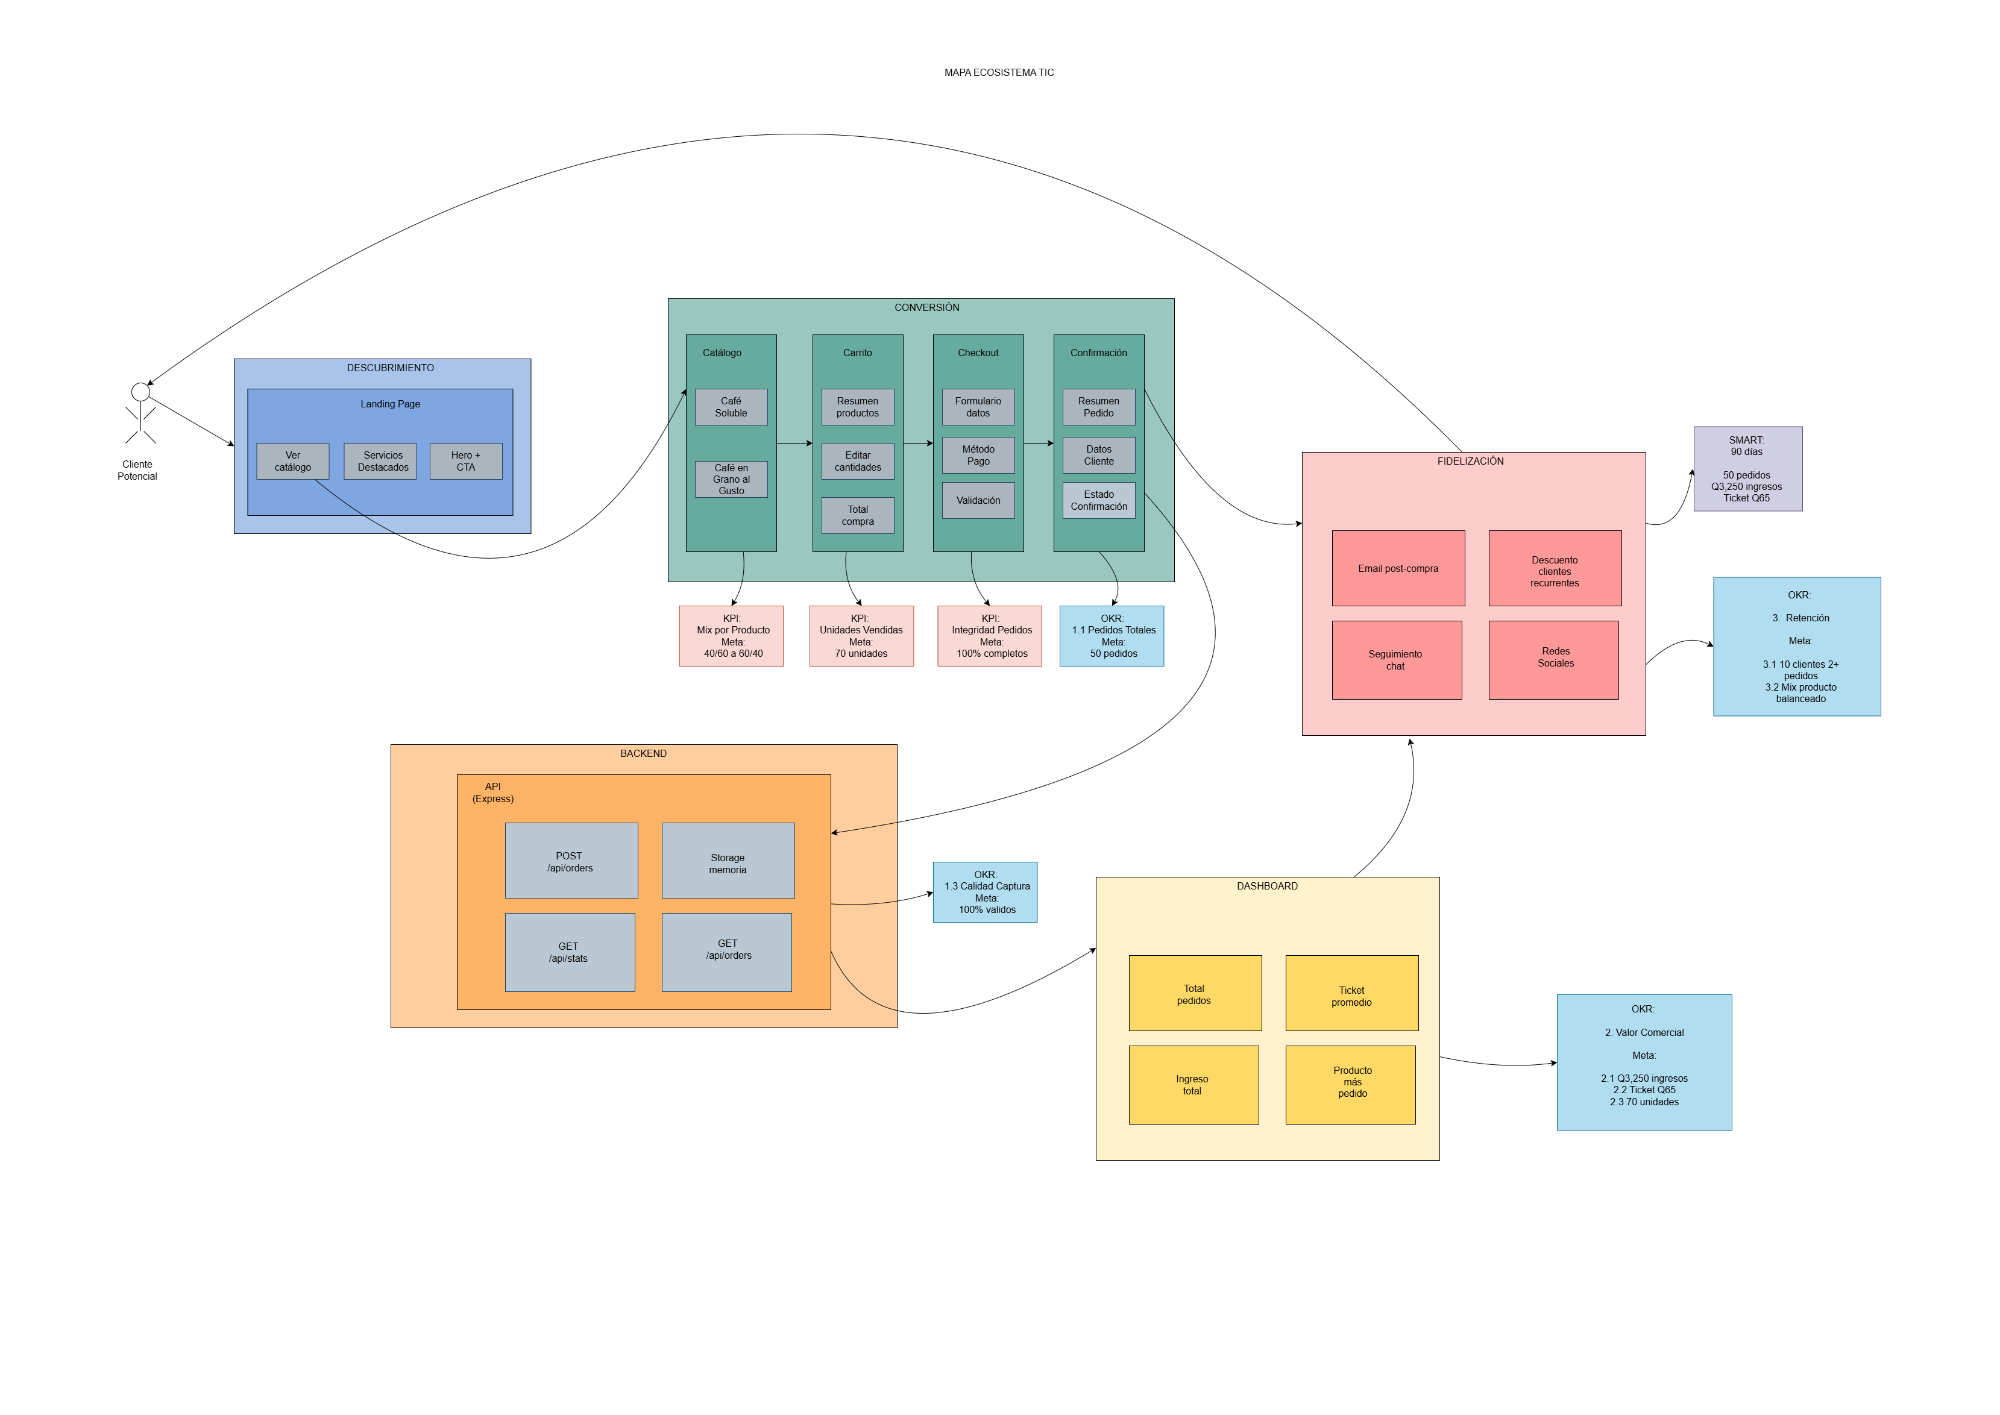 MAPA ECOSISTEMA TIC
Cliente
Potencial
DESCUBRIMIENTO
Landing Page
Ver
catálogo
Servicios
Destacados
Hero +
CTA
CONVERSIÓN
Catálogo
Café
Soluble
Café en
Grano al
Gusto
Carrito
Resumen
productos
Editar
cantidades
Total
compra
Checkout
Formulario
datos
Método
Pago
Validación
Confirmación
Resumen
Pedido
Datos
Cliente
Estado
Confirmación
KPI:
Mix por Producto
Meta:
40/60 a 60/40
KPI:
Unidades Vendidas
Meta:
70 unidades
KPI:
Integridad Pedidos
Meta:
100% completos
OKR:
1.1 Pedidos Totales
Meta:
50 pedidos
FIDELIZACIÓN
Email post-compra
Descuento
clientes
recurrentes
Seguimiento
chat
Redes
Sociales
SMART:
90 días
50 pedidos
Q3,250 ingresos
Ticket Q65
OKR:
3. Retención
Meta:
3.1 10 clientes 2+
pedidos
3.2 Mix producto
balanceado
BACKEND
API
(Express)
POST
/api/orders
Storage
memoria
GET
/api/stats
GET
/api/orders
OKR:
1.3 Calidad Captura
Meta:
100% validos
DASHBOARD
Total
pedidos
Ticket
promedio
Ingreso
total
Producto
más
pedido
OKR:
2. Valor Comercial
Meta:
2.1 Q3,250 ingresos
2.2 Ticket Q65
2.3 70 unidades